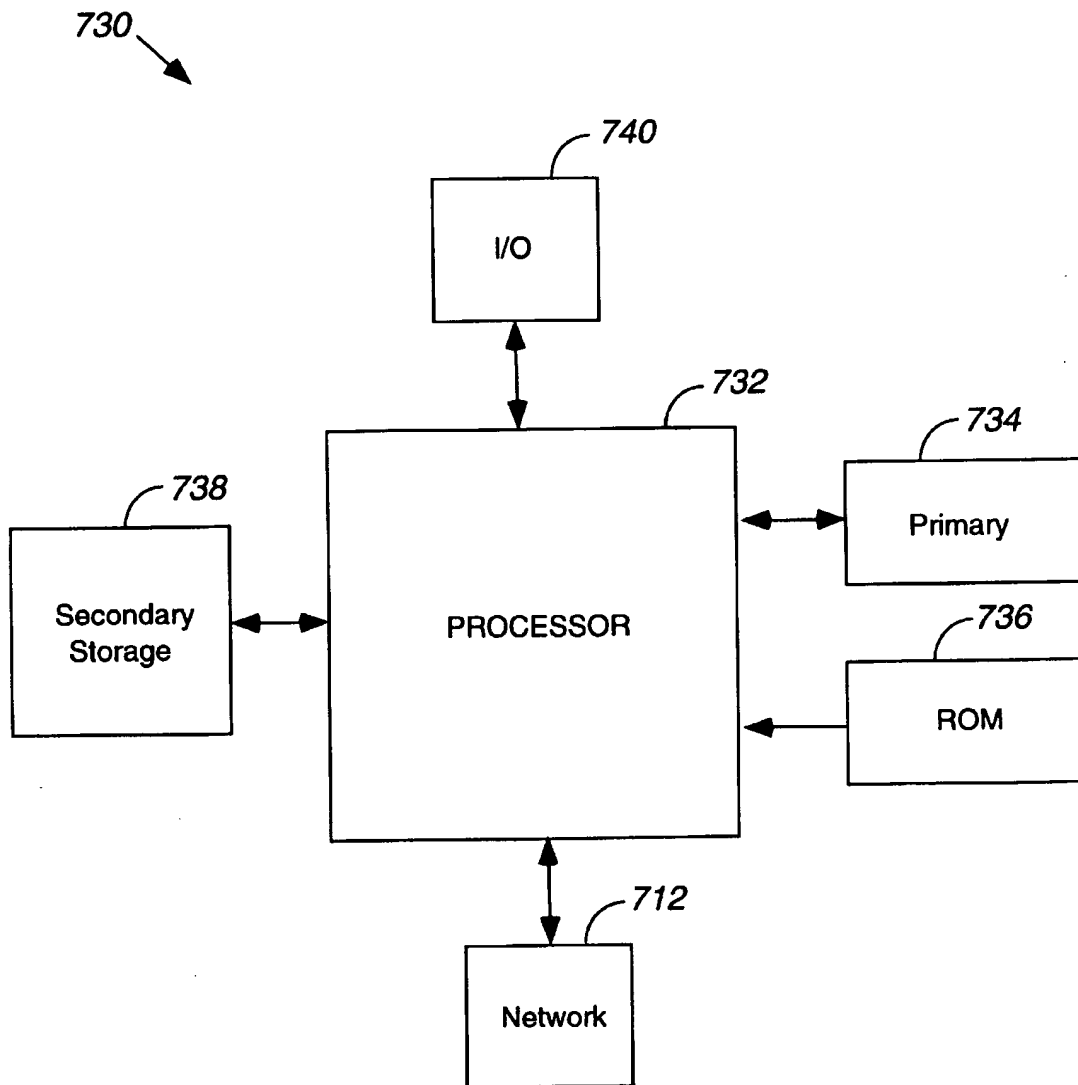 730
740
I/O
732
734
738
Primary
Secondary
Storage
PROCESSOR
736
ROM
712
Network